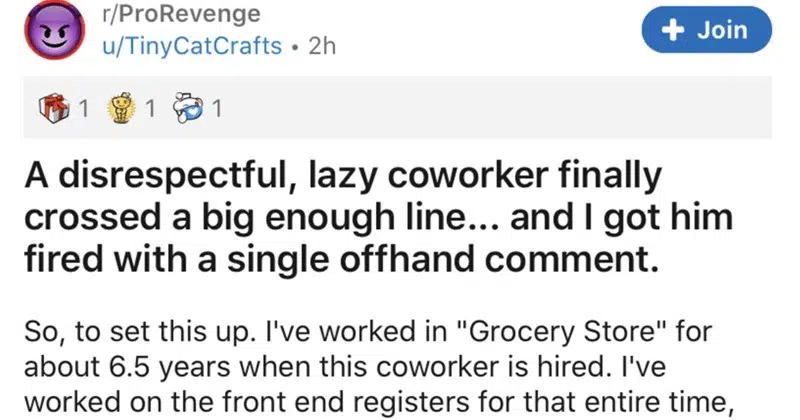 r/ProRevenge
u/TinyCatCrafts • 2h
+ Join
1 1 1
A disrespectful, lazy coworker finally
crossed a big enough line... and I got him
fired with a single offhand comment.
So, to set this up. I've worked in "Grocery Store" for
about 6.5 years when this coworker is hired. I've
worked on the front end registers for that entire time,